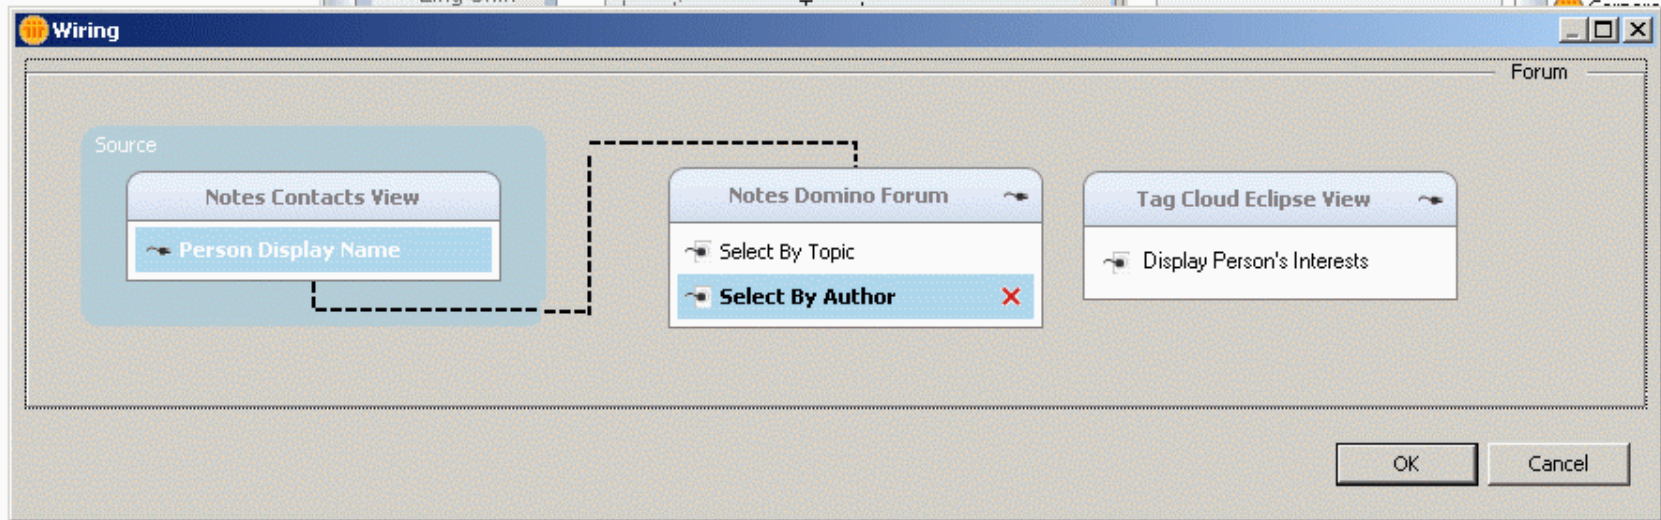 Wiring
Forum
Source
Notes Contacts View
Person Display Name
Notes Domino Forum
Select By Topic
Select By Author
Tag Cloud Eclipse View
Display Person's Interests
OK
Cancel